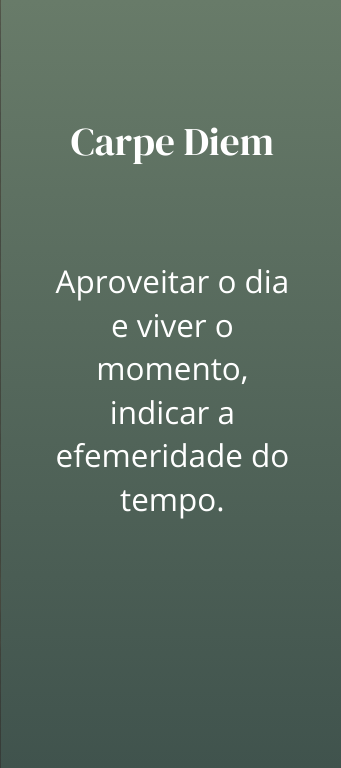 Carpe Diem
Aproveitar o dia
e viver o
momento,
indicar a
efemeridade do
tempo.